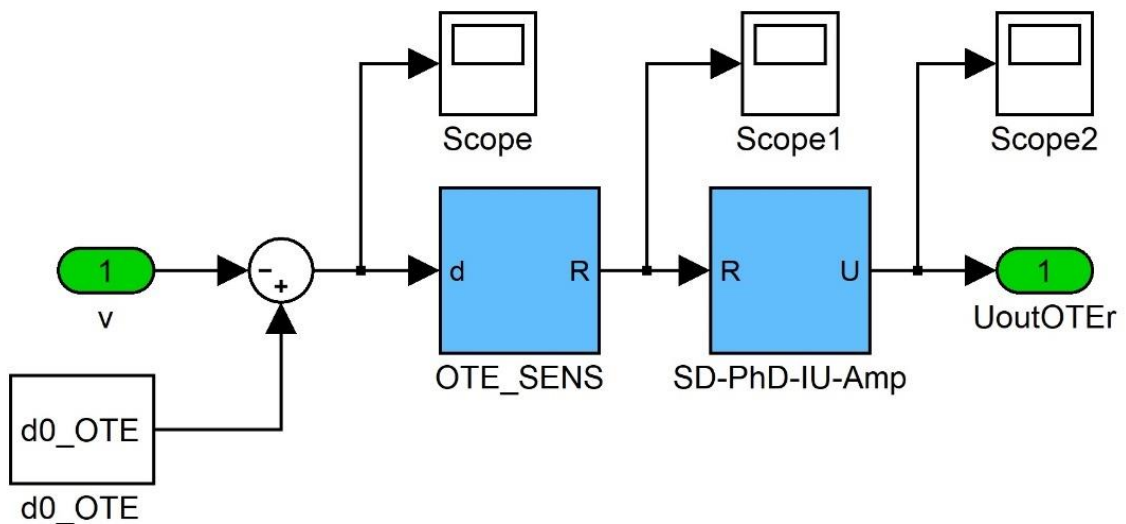 Scope
Scope1
Scope2
1
v
-
+
d
R
OTE_SENS
R
U
SD-PhD-IU-Amp
1
UoutOTEr
d0_OTE
d0_OTE